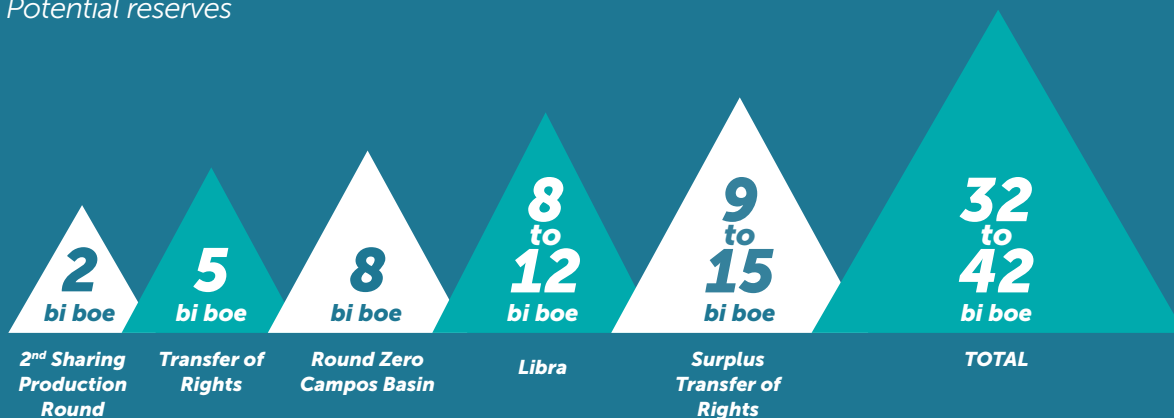 Potential reserves
2
bi boe
5
bi boe
8
bi boe
8
to
12
bi boe
9
to
15
bi boe
32
to
42
bi boe
2nd Sharing
Production
Round
Transfer of
Rights
Round Zero
Campos Basin
Libra
Surplus
Transfer of
Rights
TOTAL